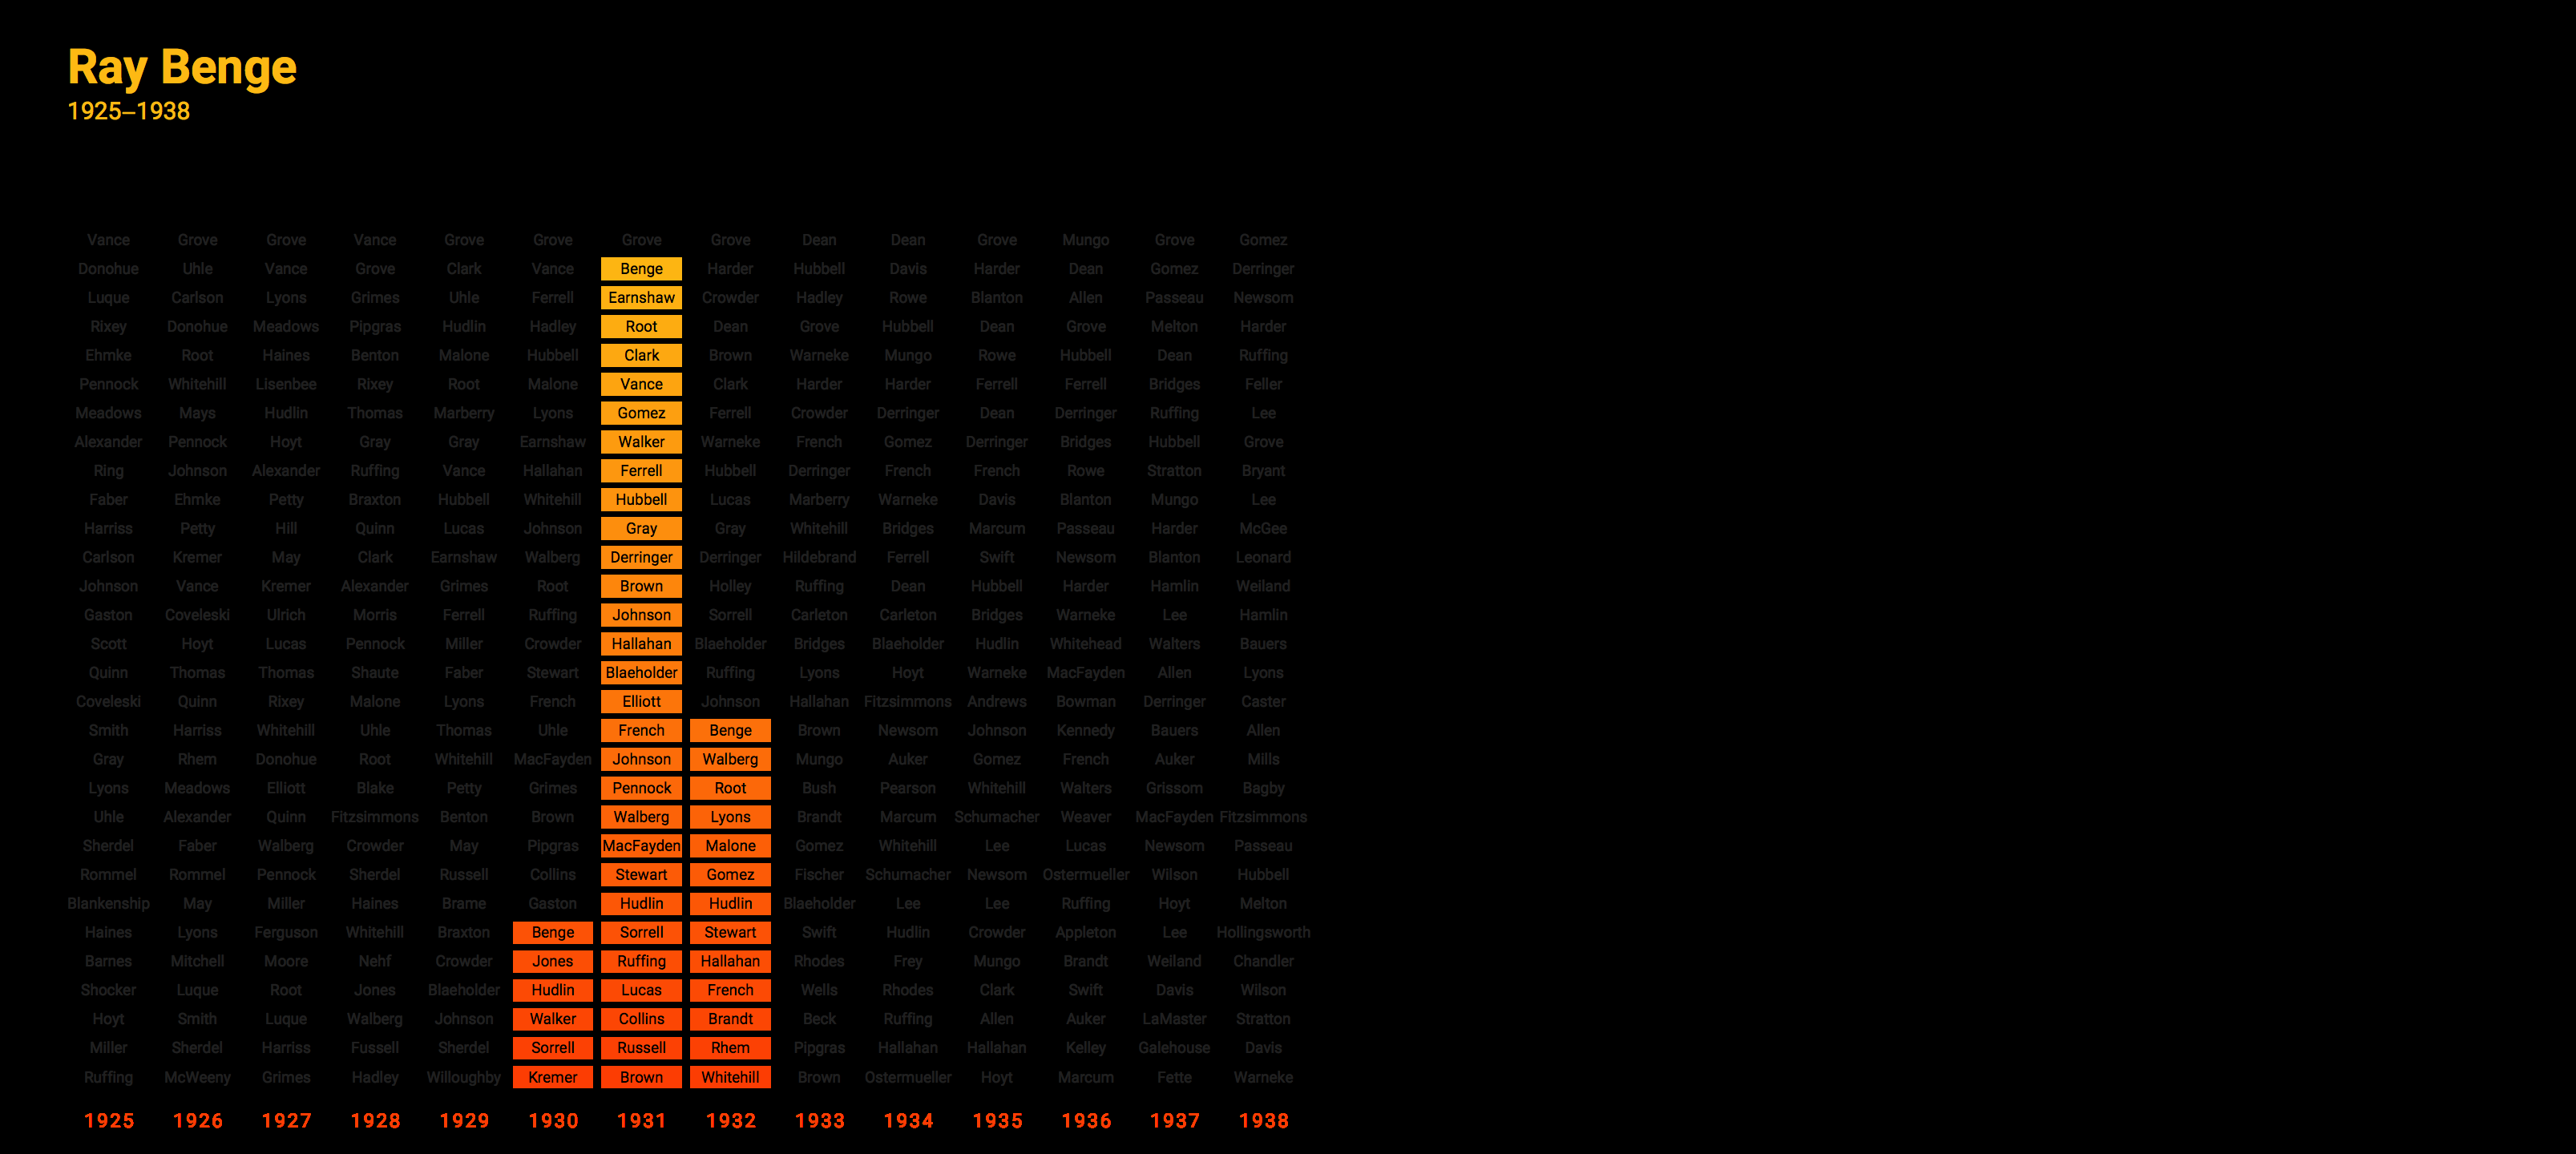 Ray Benge
1925–1938
Vance Grove Grove Vance Grove Grove Grove Grove Dean Dean Grove Mungo Grove Gomez
Donohue Uhle Vance Grove Clark Vance Benge Harder Hubbell Davis Harder Dean Gomez Derringer
Luque Carlson Lyons Grimes Uhle Ferrell Earnshaw Crowder Hadley Rowe Blanton Allen Passeau Newsom
Rixey Donohue Meadows Pipgras Hudlin Hadley Root Dean Grove Hubbell Dean Grove Melton Harder
Ehmke Root Haines Benton Malone Hubbell Clark Brown Warneke Mungo Rowe Hubbell Dean Ruffing
Pennock Whitehill Lisenbee Rixey Root Malone Vance Clark Harder Harder Ferrell Ferrell Bridges Feller
Meadows Mays Hudlin Thomas Marberry Lyons Gomez Ferrell Crowder Derringer Dean Derringer Ruffing Lee
Alexander Pennock Hoyt Gray Gray Earnshaw Walker Warneke French Gomez Derringer Bridges Hubbell Grove
Ring Johnson Alexander Ruffing Vance Hallahan Ferrell Hubbell Derringer French French Rowe Stratton Bryant
Faber Ehmke Petty Braxton Hubbell Whitehill Hubbell Lucas Marberry Warneke Davis Blanton Mungo Lee
Harriss Petty Hill Quinn Lucas Johnson Gray Gray Whitehill Bridges Marcum Passeau Harder McGee
Carlson Kremer May Clark Earnshaw Walberg Derringer Derringer Hildebrand Ferrell Swift Newsom Blanton Leonard
Johnson Vance Kremer Alexander Grimes Root Brown Holley Ruffing Dean Hubbell Harder Hamlin Weiland
Gaston Coveleski Ulrich Morris Ferrell Ruffing Johnson Sorrell Carleton Carleton Bridges Warneke Lee Hamlin
Scott Hoyt Lucas Pennock Miller Crowder Hallahan Blaeholder Bridges Blaeholder Hudlin Whitehead Walters Bauers
Quinn Thomas Thomas Shaute Faber Stewart Blaeholder Ruffing Lyons Hoyt Warneke MacFayden Allen Lyons
Coveleski Quinn Rixey Malone Lyons French Elliott Johnson Hallahan Fitzsimmons Andrews Bowman Derringer Caster
Smith Harriss Whitehill Uhle Thomas Uhle French Benge Brown Newsom Johnson Kennedy Bauers Allen
Gray Rhem Donohue Root Whitehill MacFayden Johnson Walberg Mungo Auker Gomez French Auker Mills
Lyons Meadows Elliott Blake Petty Grimes Pennock Root Bush Pearson Whitehill Walters Grissom Bagby
Uhle Alexander Quinn Fitzsimmons Benton Brown Walberg Lyons Brandt Marcum Schumacher Weaver MacFayden Fitzsimmons
Sherdel Faber Walberg Crowder May Pipgras MacFayden Malone Gomez Whitehill Lee Lucas Newsom Passeau
Rommel Rommel Pennock Sherdel Russell Collins Stewart Gomez Fischer Schumacher Newsom Ostermueller Wilson Hubbell
Blankenship May Miller Haines Brame Gaston Hudlin Hudlin Blaeholder Lee Lee Ruffing Hoyt Melton
Haines Lyons Ferguson Whitehill Braxton Benge Sorrell Stewart Swift Hudlin Crowder Appleton Lee Hollingsworth
Barnes Mitchell Moore Nehf Crowder Jones Ruffing Hallahan Rhodes Frey Mungo Brandt Weiland Chandler
Shocker Luque Root Jones Blaeholder Hudlin Lucas French Wells Rhodes Clark Swift Davis Wilson
Hoyt Smith Luque Walberg Johnson Walker Collins Brandt Beck Ruffing Allen Auker LaMaster Stratton
Miller Sherdel Harriss Fussell Sherdel Sorrell Russell Rhem Pipgras Hallahan Hallahan Kelley Galehouse Davis
Ruffing McWeeny Grimes Hadley Willoughby Kremer Brown Whitehill Brown Ostermueller Hoyt Marcum Fette Warneke
1925 1926 1927 1928 1929 1930 1931 1932 1933 1934 1935 1936 1937 1938